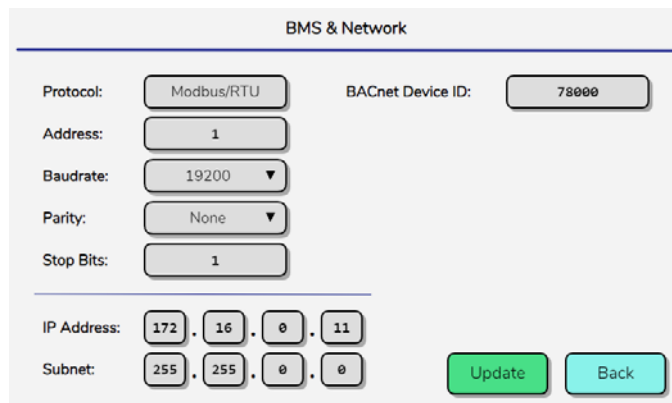 BMS & Network
Protocol: Modbus/RTU BACnet Device ID: 78000
Address: 1
Baudrate: 19200 ▼
Parity: None ▼
Stop Bits: 1
IP Address: 172 . 16 . 0 . 11
Subnet: 255 . 255 . 0 . 0
Update Back